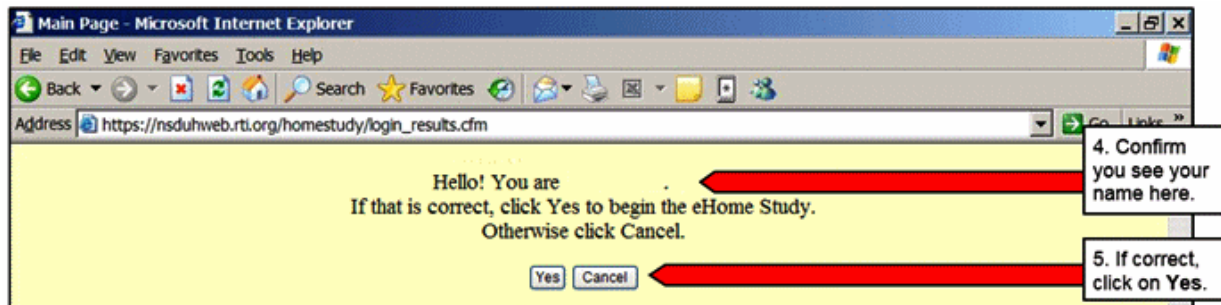 Main Page - Microsoft Internet Explorer
File Edit View Favorites Tools Help
Back Search Favorites
Address https://nsduhweb.rti.org/homestudy/login_results.cfm Go Links »
4. Confirm
you see your
name here.
Hello! You are .
If that is correct, click Yes to begin the eHome Study.
Otherwise click Cancel.
Yes Cancel
5. If correct,
click on Yes.